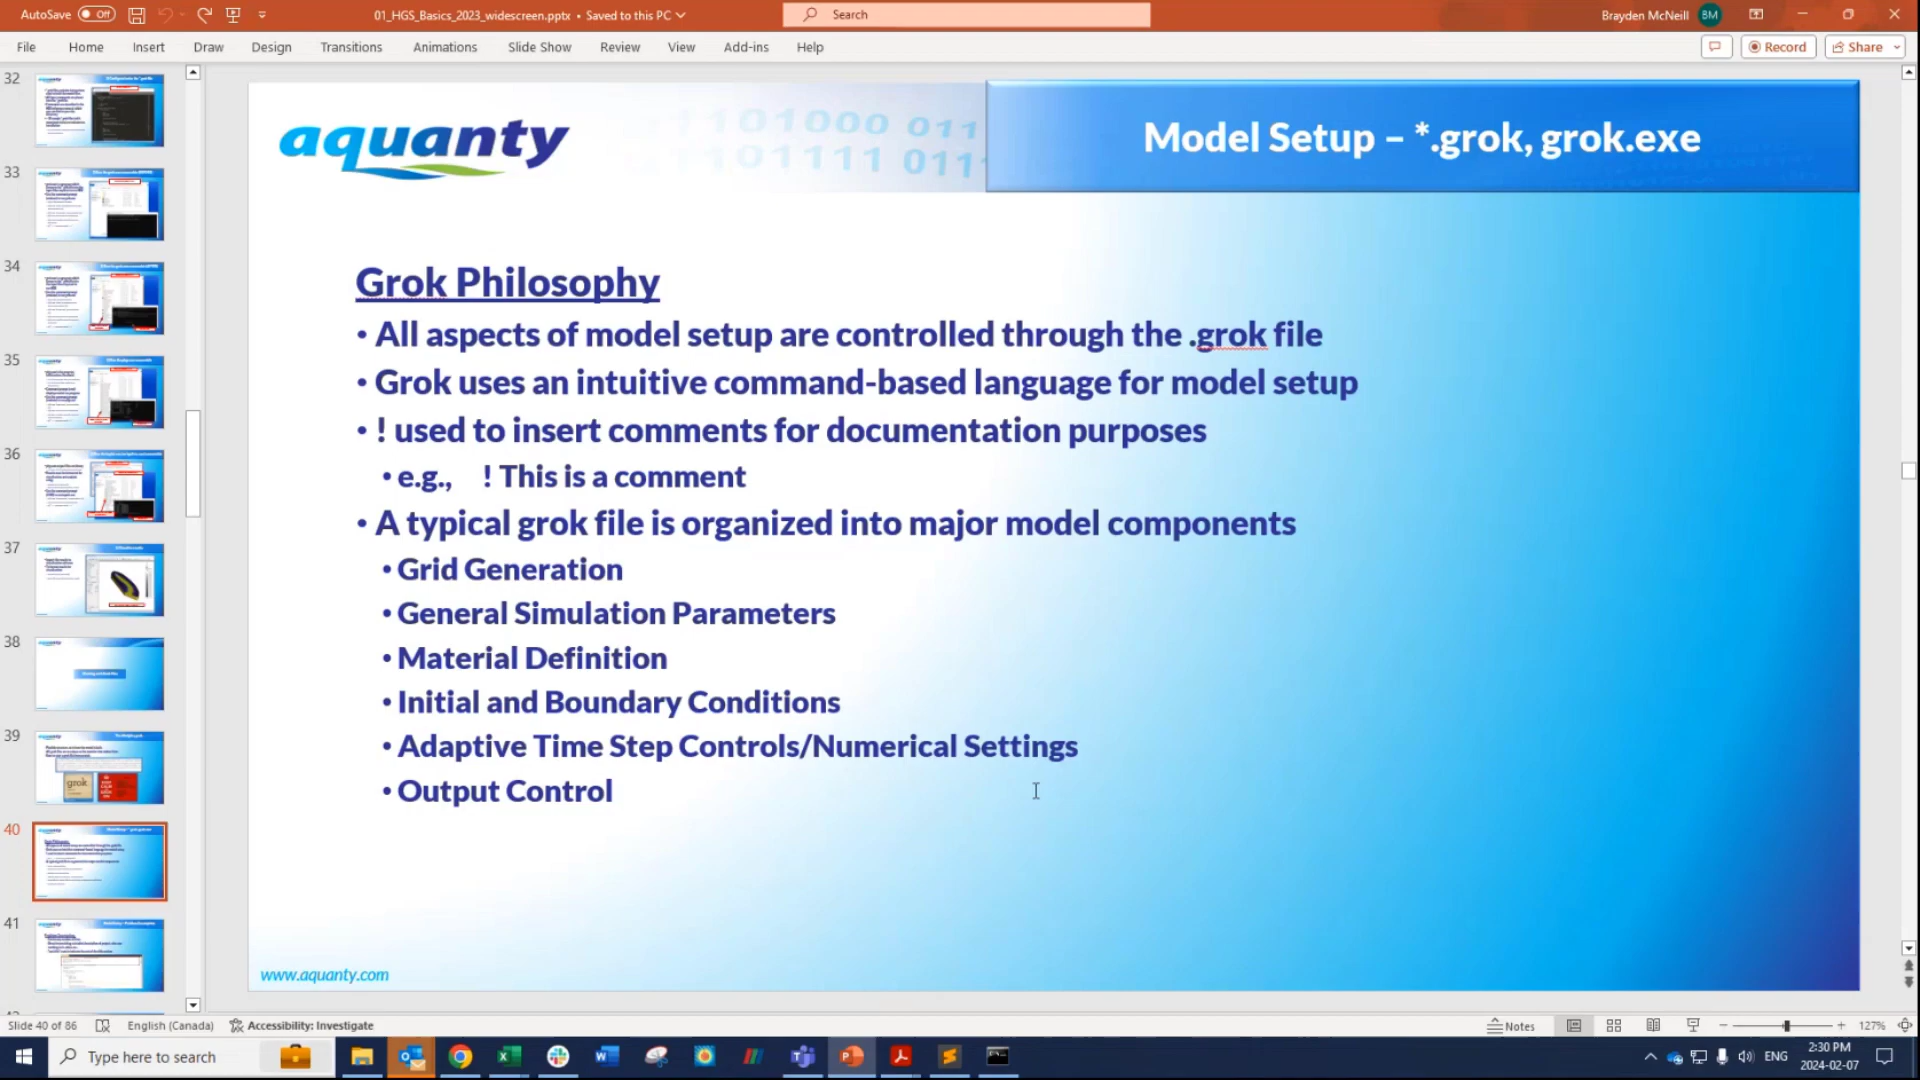 AutoSave Off
01_HGS_Basics_2023_widescreen.pptx • Saved to this PC
Search
Brayden McNeill BM
File Home Insert Draw Design Transitions Animations Slide Show Review View Add-ins Help
Record Share
32
33
34
35
36
37
38
39
40
41
aquanty
Model Setup – *.grok, grok.exe
Grok Philosophy
• All aspects of model setup are controlled through the .grok file
• Grok uses an intuitive command-based language for model setup
• ! used to insert comments for documentation purposes
• e.g., ! This is a comment
• A typical grok file is organized into major model components
• Grid Generation
• General Simulation Parameters
• Material Definition
• Initial and Boundary Conditions
• Adaptive Time Step Controls/Numerical Settings
• Output Control
www.aquanty.com
Slide 40 of 86 English (Canada) Accessibility: Investigate
Notes 127%
Type here to search
ENG
2:30 PM
2024-02-07